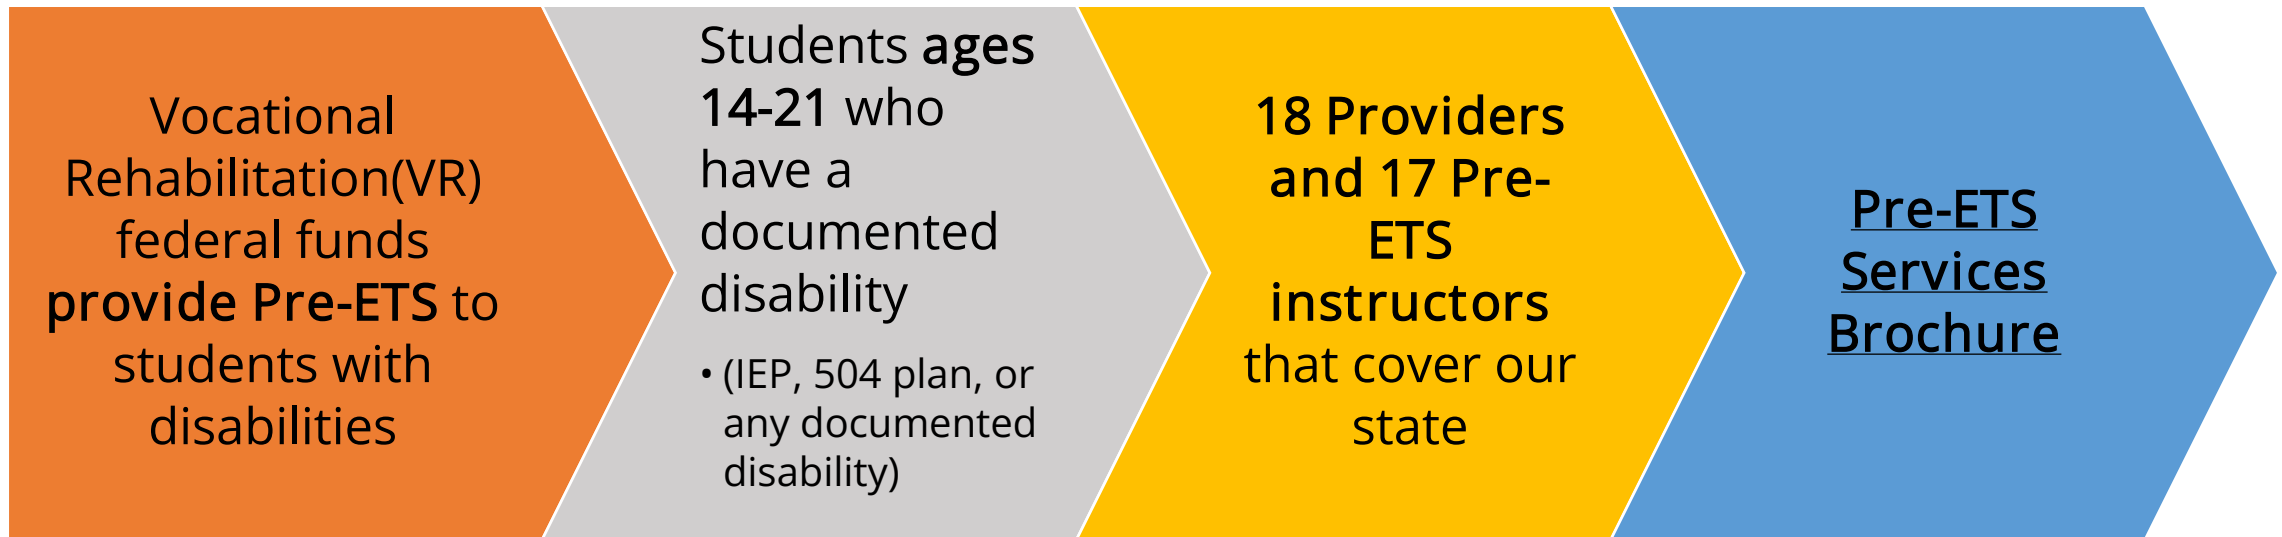 Vocational
Rehabilitation(VR)
federal funds
provide Pre-ETS to
students with
disabilities
Students ages
14-21 who
have a
documented
disability
• (IEP, 504 plan, or
any documented
disability)
18 Providers
and 17 Pre-
ETS
instructors
that cover our
state
Pre-ETS
Services
Brochure